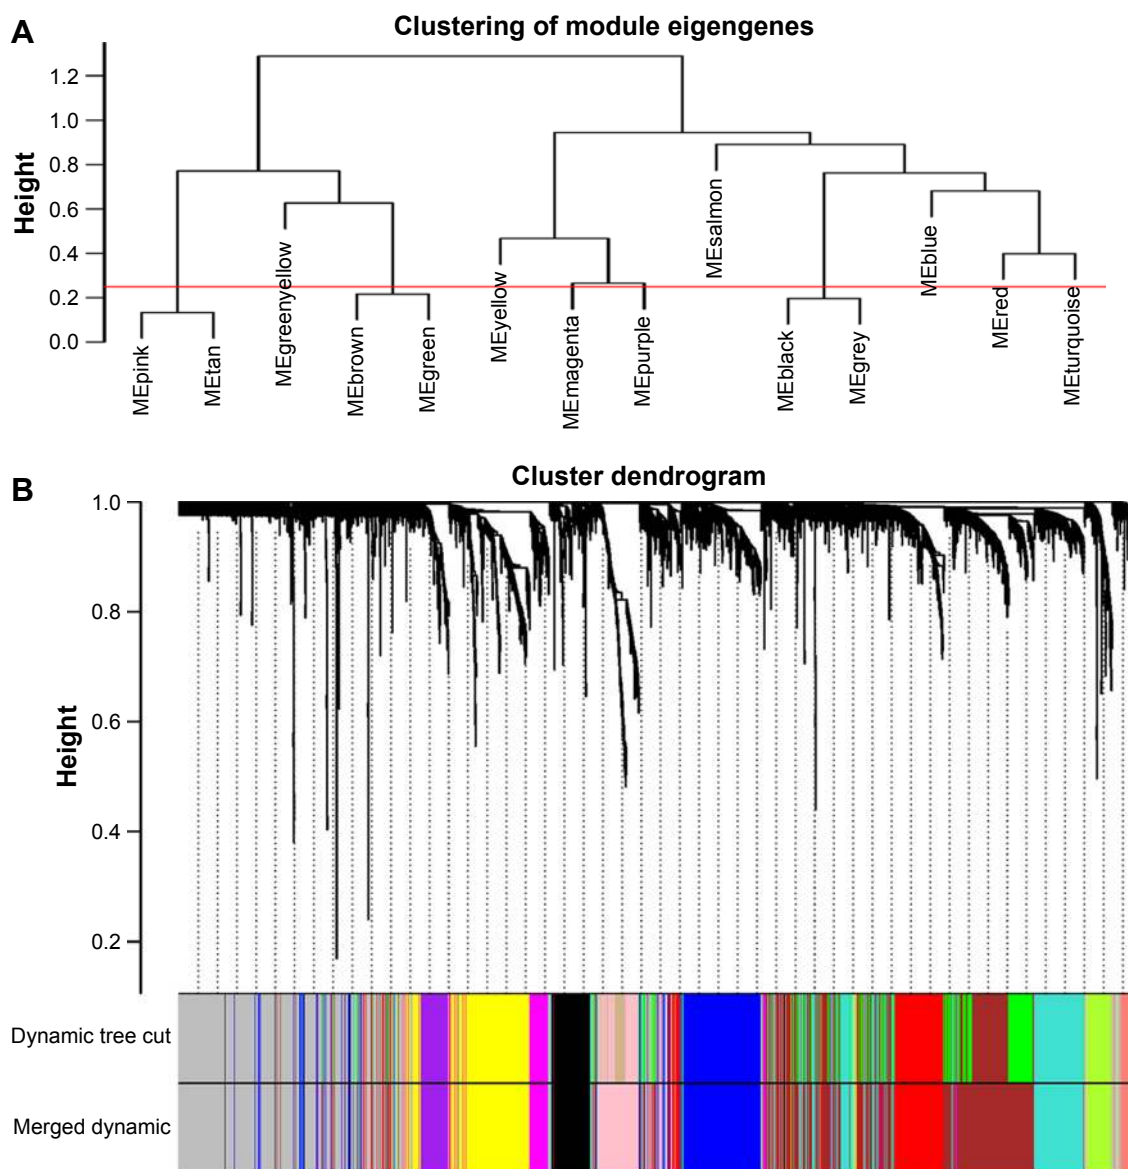 A
Clustering of module eigengenes
Height
1.2
1.0
0.8
0.6
0.4
0.2
0.0
MEpink
MEtan
MEgreenyellow
MEbrown
MEgreen
MEyellow
MEmagenta
MEpurple
MEsalmon
MEblack
MEgrey
MEblue
MEred
MEturquoise
B
Cluster dendrogram
Height
1.0
0.8
0.6
0.4
0.2
Dynamic tree cut
Merged dynamic